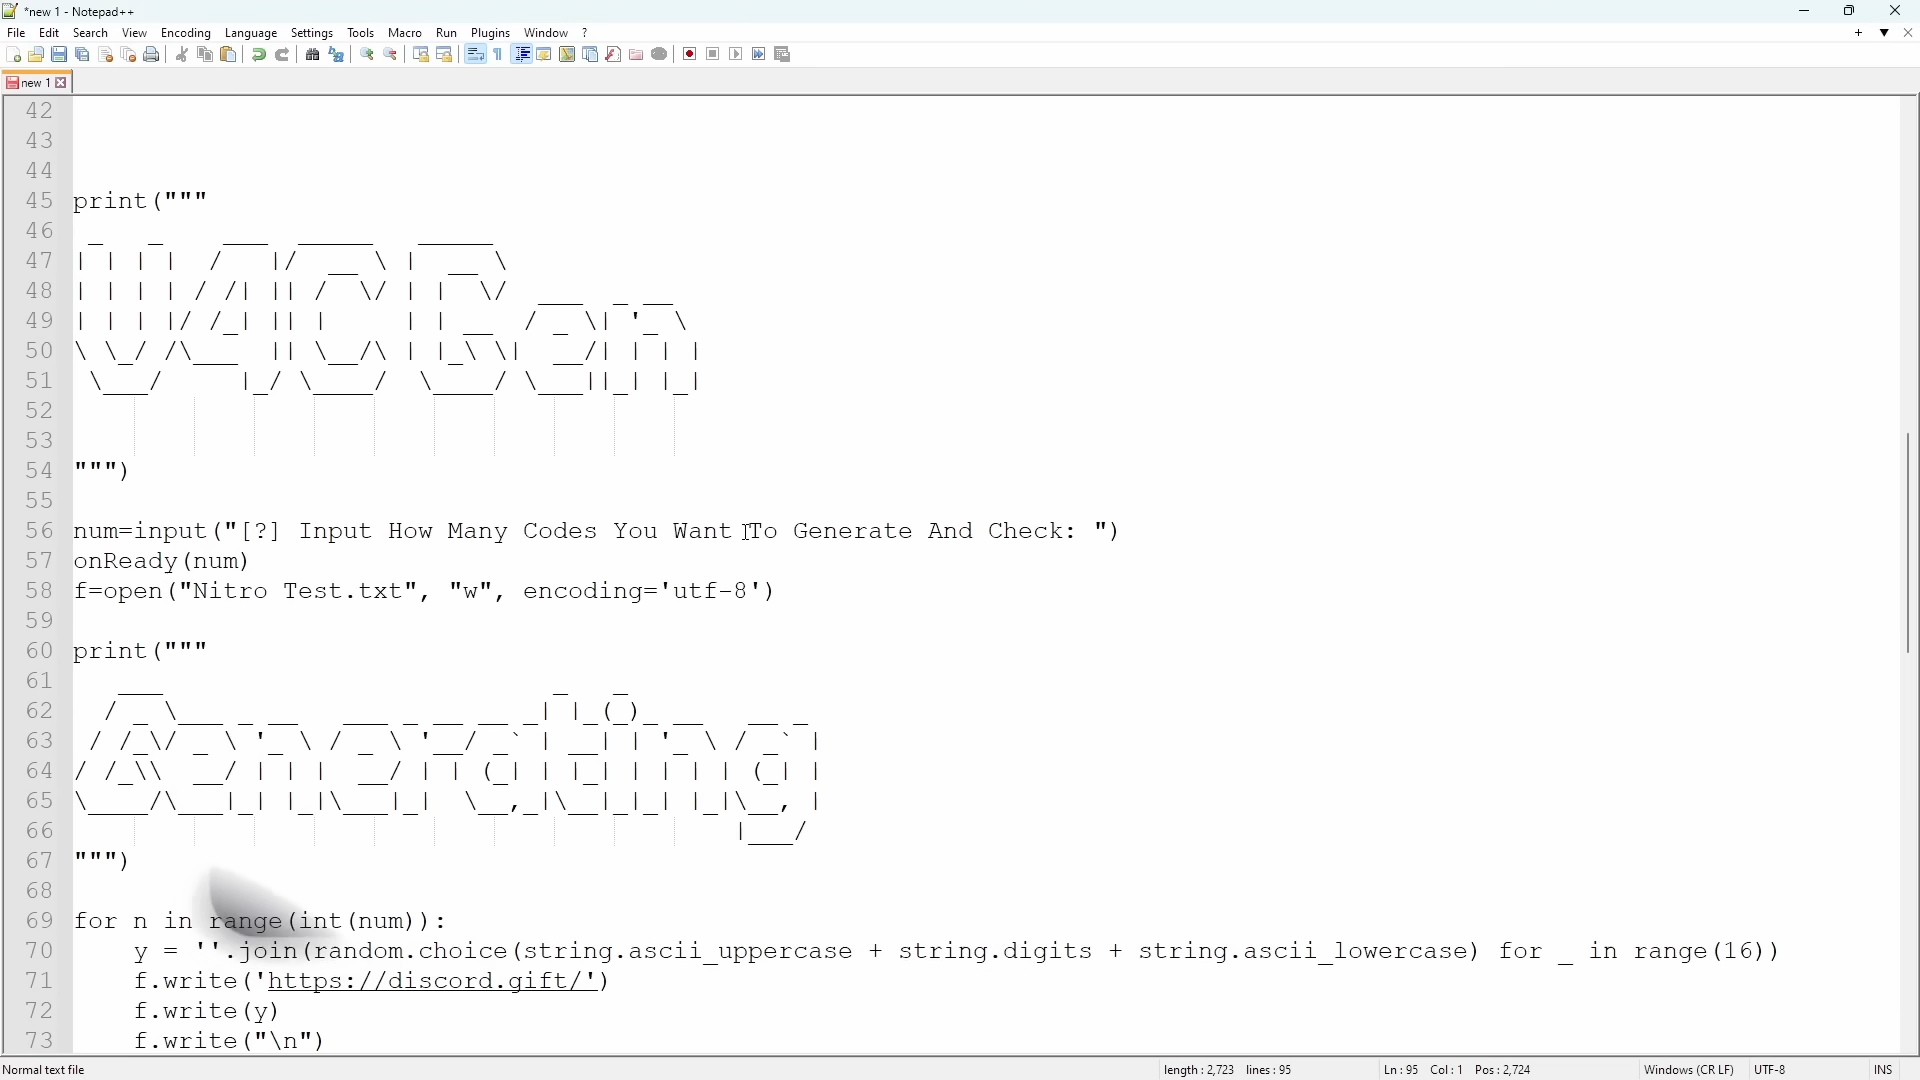 *new 1 - Notepad++
File Edit Search View Encoding Language Settings Tools Macro Run Plugins Window ?
new 1
42
43
44
45 print("""
46
47
48
49
50
51
52
53
54 """)
55
56 num=input("[?] Input How Many Codes You Want To Generate And Check: ")
57 onReady(num)
58 f=open("Nitro Test.txt", "w", encoding='utf-8')
59
60 print("""
61
62
63
64
65
66
67 """)
68
69 for n in range(int(num)):
70 y = ''.join(random.choice(string.ascii_uppercase + string.digits + string.ascii_lowercase) for _ in range(16))
71 f.write('https://discord.gift/')
72 f.write(y)
73 f.write("\n")
Normal text file length : 2,723 lines : 95 Ln : 95 Col : 1 Pos : 2,724 Windows (CR LF) UTF-8 INS